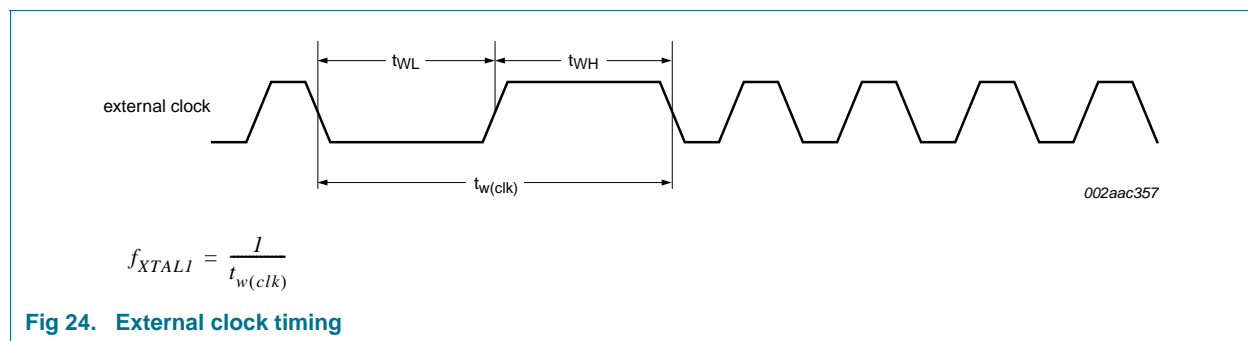 t_WL
t_WH
external clock
t_w(clk)
002aac357
f_XTAL1 = 1 / t_w(clk)
Fig 24. External clock timing